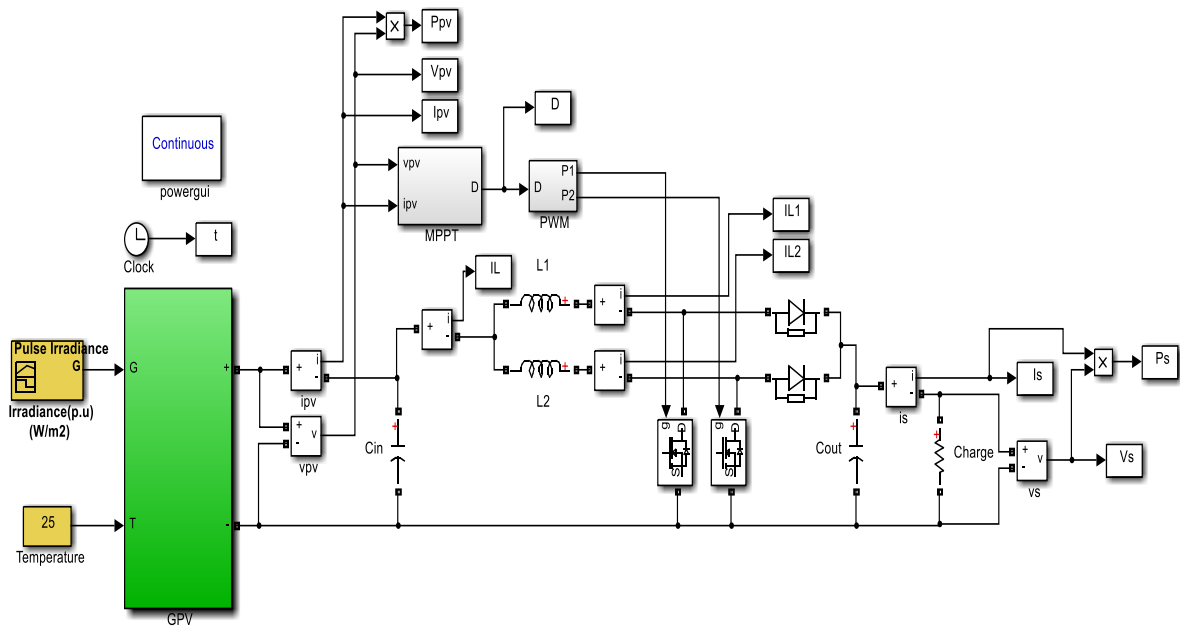 Ppv
X
Vpv
Ipv
D
Continuous
powergui
vpv
ipv
D
MPPT
D
P1
P2
PWM
IL1
IL2
t
Clock
IL
i
+
-
L1
L2
+
+
i
+
-
i
+
-
Pulse Irradiance
G
Irradiance(p.u)
(W/m2)
25
Temperature
G
T
+
-
GPV
i
+
-
ipv
+
-
v
vpv
Cin
+
g
D
S
g
D
S
Cout
+
i
+
-
is
Is
X
Ps
+
Charge
+
-
v
vs
Vs